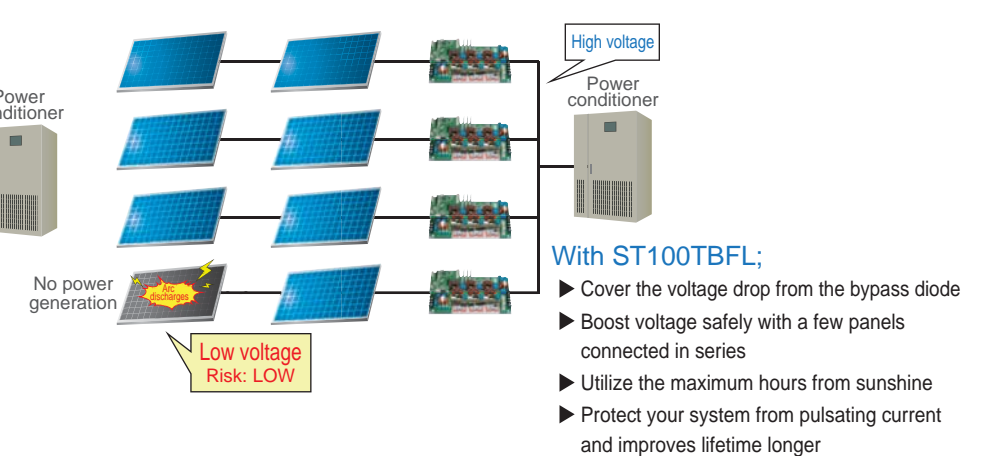 High voltage
Power
conditioner
No power
generation
Arc
discharges
Low voltage
Risk: LOW
With ST100TBFL;
▶ Cover the voltage drop from the bypass diode
▶ Boost voltage safely with a few panels
connected in series
▶ Utilize the maximum hours from sunshine
▶ Protect your system from pulsating current
and improves lifetime longer